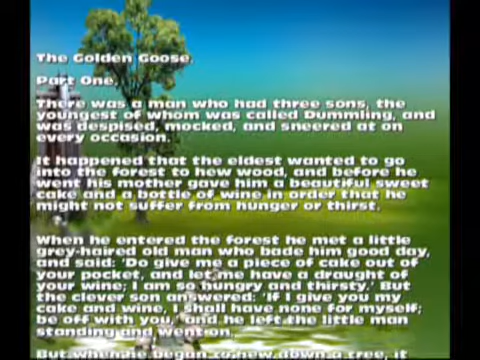 The Golden Goose.
Part One.
There was a man who had three sons, the
youngest of whom was called Dummling, and
was despised, mocked, and sneered at on
every occasion.
It happened that the eldest wanted to go
into the forest to hew wood, and before he
went his mother gave him a beautiful sweet
cake and a bottle of wine in order that he
might not suffer from hunger or thirst.
When he entered the forest he met a little
grey-haired old man who bade him good day,
and said: 'Do give me a piece of cake out of
your pocket, and let me have a draught of
your wine; I am so hungry and thirsty.' But
the clever son answered: 'If I give you my
cake and wine, I shall have none for myself;
be off with you,' and he left the little man
standing and went on.
But when he began to hew down a tree, it